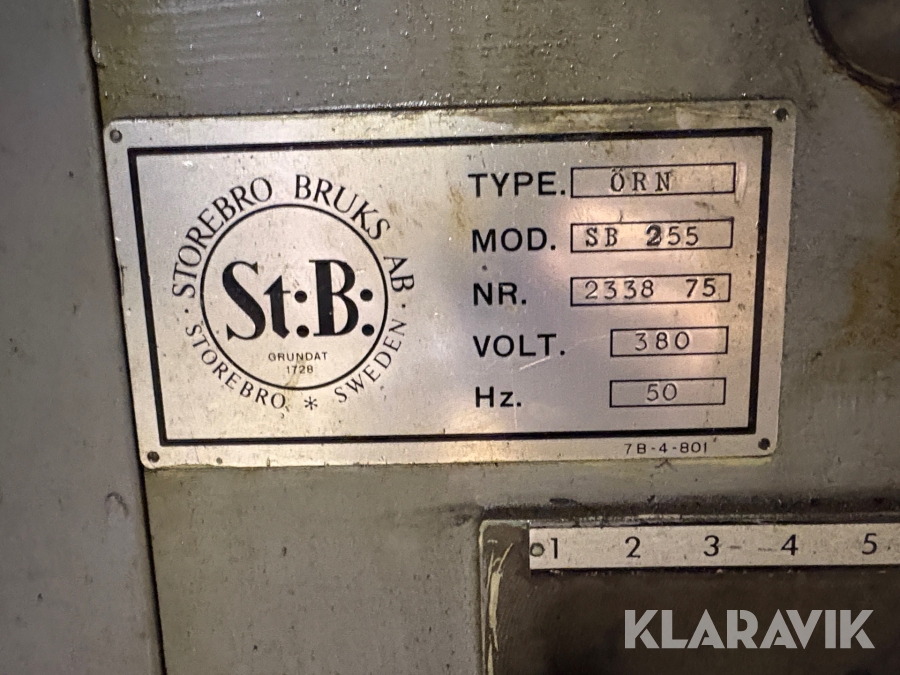 STOREBRO BRUKS AB
St:B:
GRUNDAT
1728
STOREBRO * SWEDEN
TYPE. ÖRN
MOD. SB 255
NR. 2338 75
VOLT. 380
Hz. 50
7B-4-801
1 2 3 4 5
KLARAVIK